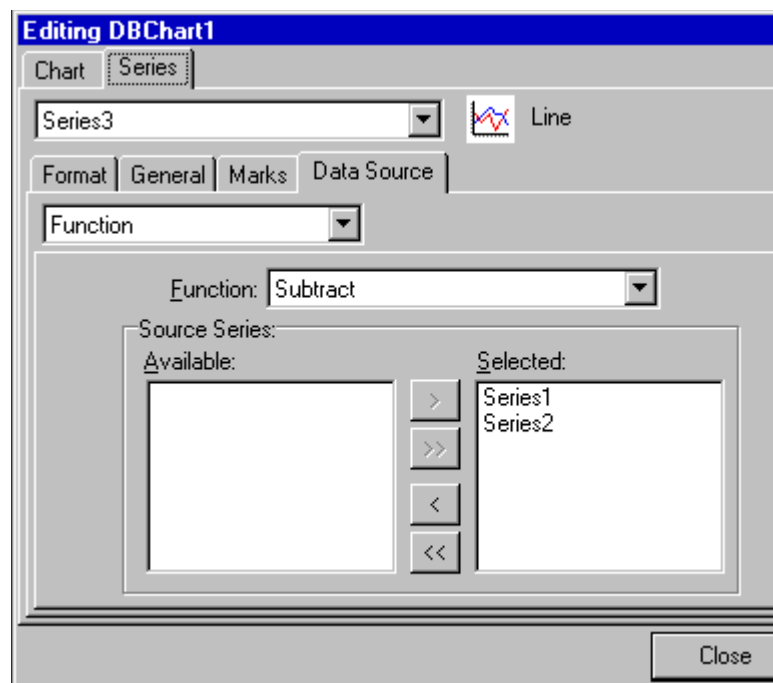 Editing DBChart1
Chart Series
Series3 Line
Format General Marks Data Source
Function
Function: Subtract
Source Series:
Available: Selected:
Series1
Series2
>
>>
<
<<
Close